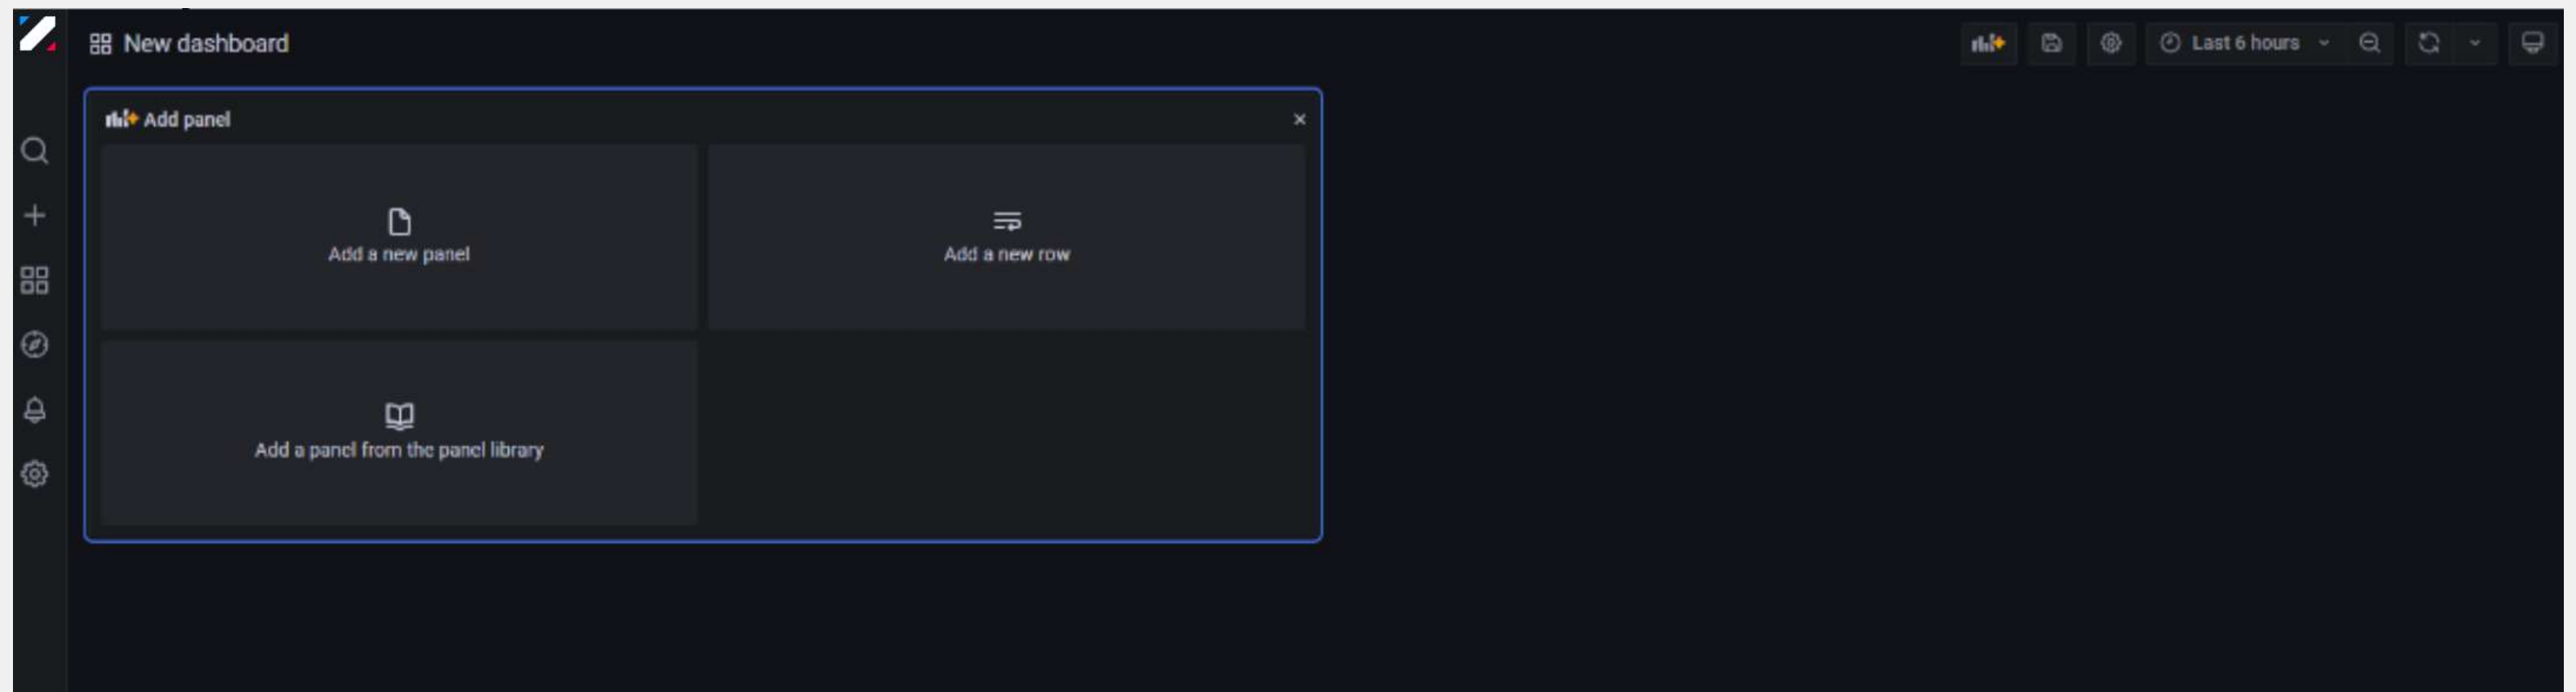 New dashboard
Last 6 hours
Add panel
Add a new panel
Add a new row
Add a panel from the panel library